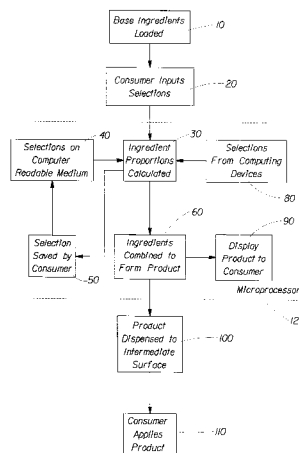 Base Ingredients
Loaded
10
Consumer Inputs
Selections
20
40
Selections on
Computer
Readable Medium
30
Ingredient
Proportions
Calculated
Selections
From Computing
Devices
80
Selection
Saved by
Consumer
50
60
Ingredients
Combined to
Form Product
90
Display
Product to
Consumer
Microprocessor
12
Product
Dispensed to
Intermediate
Surface
100
Consumer
Applies
Product
110